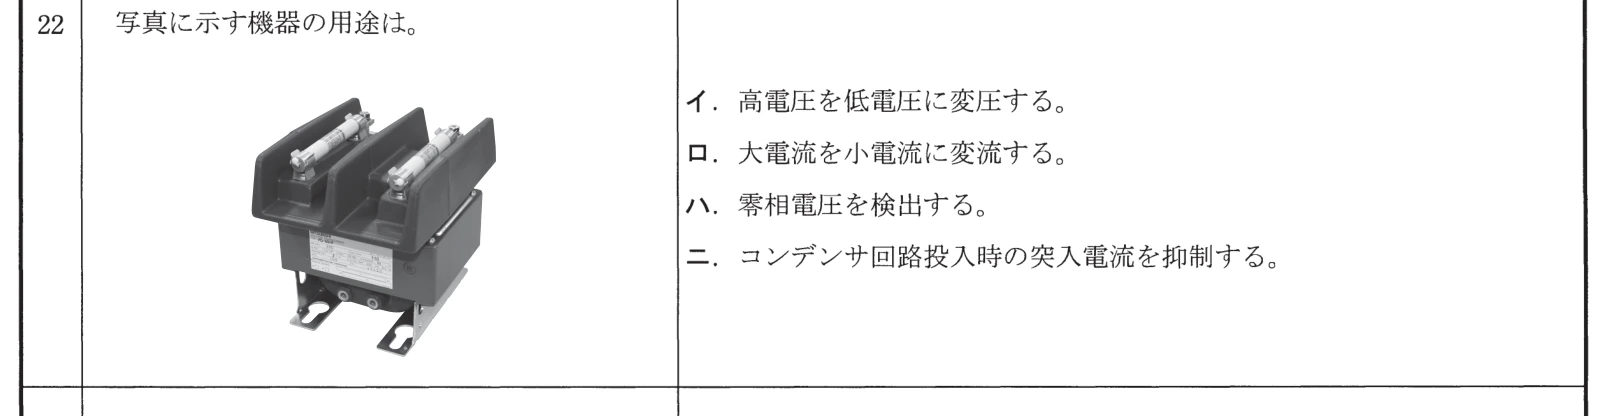 22
写真に示す機器の用途は。
イ．高電圧を低電圧に変圧する。
ロ．大電流を小電流に変流する。
ハ．零相電圧を検出する。
ニ．コンデンサ回路投入時の突入電流を抑制する。